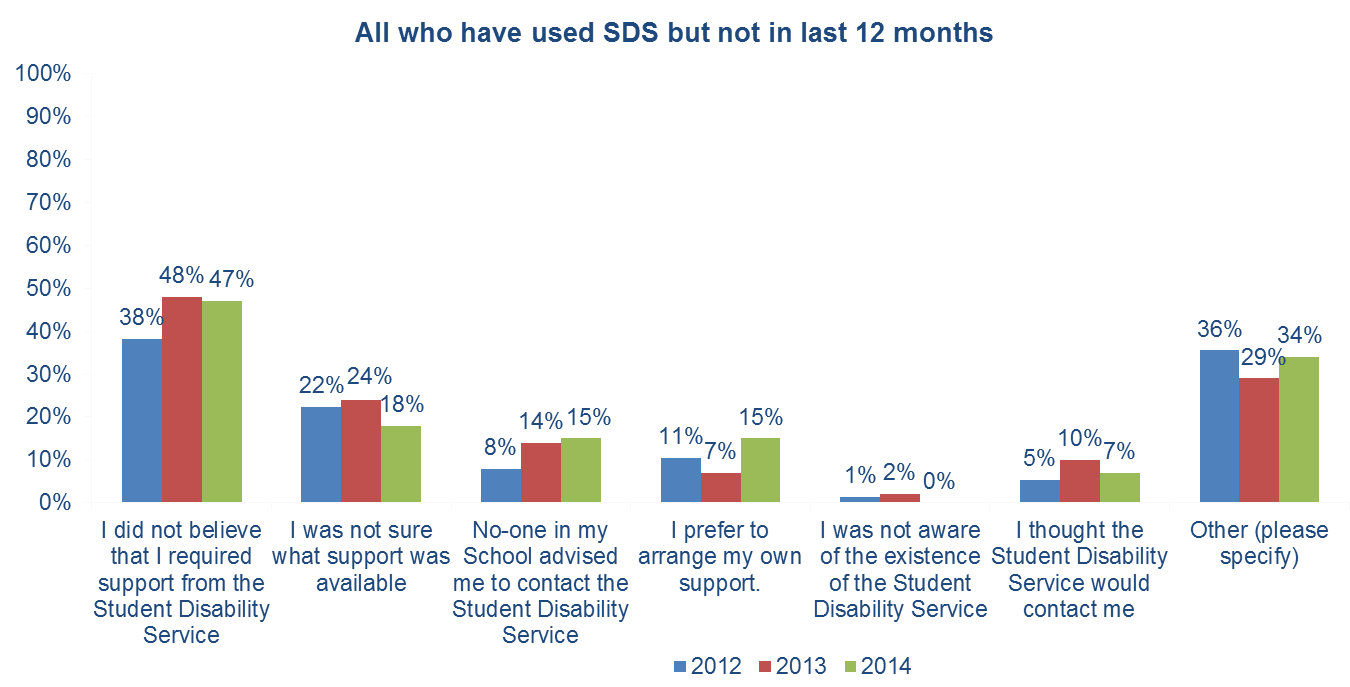 All who have used SDS but not in last 12 months
100%
90%
80%
70%
60%
50%
40%
30%
20%
10%
0%
38%
48%
47%
22%
24%
18%
8%
14%
15%
11%
7%
15%
1%
2%
0%
5%
10%
7%
36%
29%
34%
I did not believe
that I required
support from the
Student Disability
Service
I was not sure
what support was
available
No-one in my
School advised
me to contact the
Student Disability
Service
I prefer to
arrange my own
support.
I was not aware
of the existence
of the Student
Disability Service
I thought the
Student Disability
Service would
contact me
Other (please
specify)
2012
2013
2014